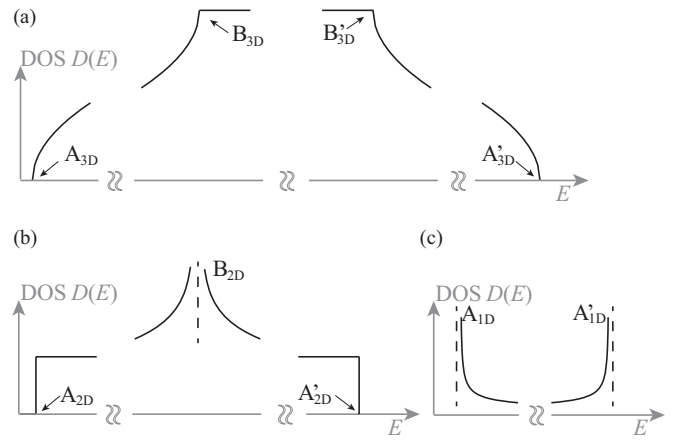 (a)
B3D
B'3D
DOS D(E)
A3D
A'3D
E
(b)
(c)
B2D
DOS D(E)
DOS D(E)
A1D
A'1D
A2D
A'2D
E
E